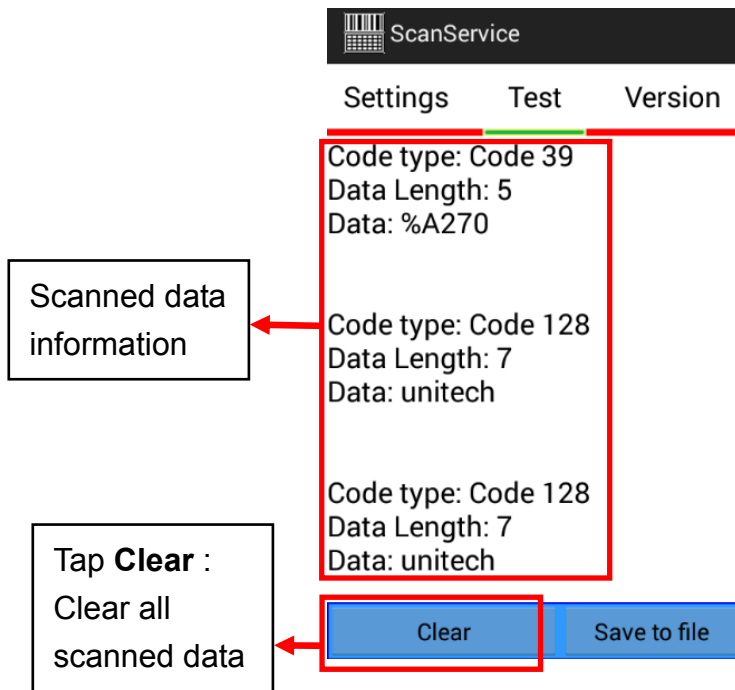 ScanService
Settings Test Version
Code type: Code 39
Data Length: 5
Data: %A270
Scanned data
information
Code type: Code 128
Data Length: 7
Data: unitech
Code type: Code 128
Data Length: 7
Data: unitech
Tap Clear :
Clear all
scanned data
Clear Save to file